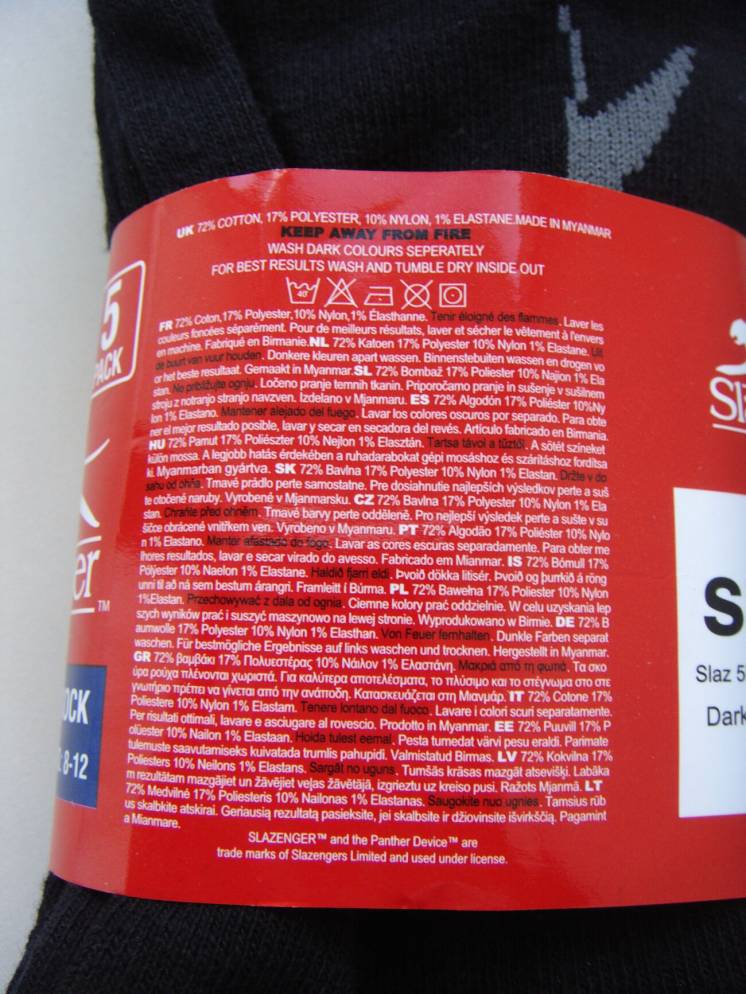 UK 72% COTTON, 17% POLYESTER, 10% NYLON, 1% ELASTANE.MADE IN MYANMAR
KEEP AWAY FROM FIRE
WASH DARK COLOURS SEPERATELY
FOR BEST RESULTS WASH AND TUMBLE DRY INSIDE OUT
40°
FR 72% Coton,17% Polyester,10% Nylon,1% Élasthanne. Tenir éloigné des flammes. Laver les
couleurs foncées séparément. Pour de meilleurs résultats, laver et sécher le vêtement à l'envers
en machine. Fabriqué en Birmanie.NL 72% Katoen 17% Polyester 10% Nylon 1% Elastane. Uit
de buurt van vuur houden. Donkere kleuren apart wassen. Binnenstebuiten wassen en drogen vo
or het beste resultaat. Gemaakt in Myanmar.SL 72% Bombaž 17% Poliester 10% Najlon 1% Ela
stan. Ne približujte ognju. Ločeno pranje temnih tkanin. Priporočamo pranje in sušenje v sušilnem
stroju z notranjo stranjo navzven. Izdelano v Mjanmaru. ES 72% Algodón 17% Poliéster 10%Ny
lon 1% Elastano. Mantener alejado del fuego. Lavar los colores oscuros por separado. Para obte
ner el mejor resultado posible, lavar y secar en secadora del revés. Artículo fabricado en Birmania.
HU 72% Pamut 17% Poliészter 10% Nejlon 1% Elasztán. Tartsa távol a tűztől. A sötét színeket
külön mossa. A legjobb hatás érdekében a ruhadarabokat gépi mosáshoz és szárításhoz fordítsa
ki. Myanmarban gyártva. SK 72% Bavlna 17% Polyester 10% Nylon 1% Elastan. Držte v do
sahu od ohňa. Tmavé prádlo perte samostatne. Pre dosiahnutie najlepších výsledkov perte a suš
te otočené naruby. Vyrobené v Mjanmarsku. CZ 72% Bavlna 17% Polyester 10% Nylon 1% Ela
stan. Chraňte před ohněm. Tmavé barvy perte odděleně. Pro nejlepší výsledek perte a sušte v su
šičce obrácené vnitřkem ven. Vyrobeno v Myanmaru. PT 72% Algodão 17% Poliéster 10% Nylo
n 1% Elastano. Manter afastado do fogo. Lavar as cores escuras separadamente. Para obter me
lhores resultados, lavar e secar virado do avesso. Fabricado em Mianmar. IS 72% Bómull 17%
Pólýester 10% Naelon 1% Elastane. Haldið fjarri eldi. Þvoið dökka litisér. Þvoið og þurrkið á röng
unni til að ná sem bestum árangri. Framleitt í Búrma. PL 72% Bawełna 17% Poliester 10% Nylon
1%Elastan. Przechowywać z dala od ognia. Ciemne kolory prać oddzielnie. W celu uzyskania lep
szych wyników prać i suszyć maszynowo na lewej stronie. Wyprodukowano w Birmie. DE 72% B
aumwolle 17% Polyester 10% Nylon 1% Elasthan. Von Feuer fernhalten. Dunkle Farben separat
waschen. Für bestmögliche Ergebnisse auf links waschen und trocknen. Hergestellt in Myanmar.
GR 72% βαμβάκι 17% Πολυεστέρας 10% Νάιλον 1% Ελαστάνη. Μακριά από τη φωτιά. Τα σκο
ύρα ρούχα πλένονται χωριστά. Για καλύτερα αποτελέσματα, το πλύσιμο και το στέγνωμα στο στε
γνωτήριο πρέπει να γίνεται από την ανάποδη. Κατασκευάζεται στη Μιανμάρ. IT 72% Cotone 17%
Poliestere 10% Nylon 1% Elastam. Tenere lontano dal fuoco. Lavare i colori scuri separatamente.
Per risultati ottimali, lavare e asciugare al rovescio. Prodotto in Myanmar. EE 72% Puuvill 17% P
olüester 10% Nailon 1% Elastaan. Hoida tulest eemal. Pesta tumedat värvi pesu eraldi. Parimate
tulemuste saavutamiseks kuivatada trumlis pahupidi. Valmistatud Birmas. LV 72% Kokvilna 17%
Poliesters 10% Neilons 1% Elastans. Sargāt no uguns. Tumšās krāsas mazgāt atsevišķi. Labāka
m rezultātam mazgājiet un žāvējiet veļas žāvētājā, izgrieztu uz kreiso pusi. Ražots Mjanmā. LT
72% Medvilnė 17% Poliesteris 10% Nailonas 1% Elastanas. Saugokite nuo ugnies. Tamsius rūb
us skalbkite atskirai. Geriausią rezultatą pasieksite, jei skalbsite ir džiovinsite išvirkščią. Pagamint
a Mianmare.
SLAZENGER™ and the Panther Device™ are
trade marks of Slazengers Limited and used under license.
5
PACK
er™
OCK
8-12
Sl
S
Slaz 5
Dark